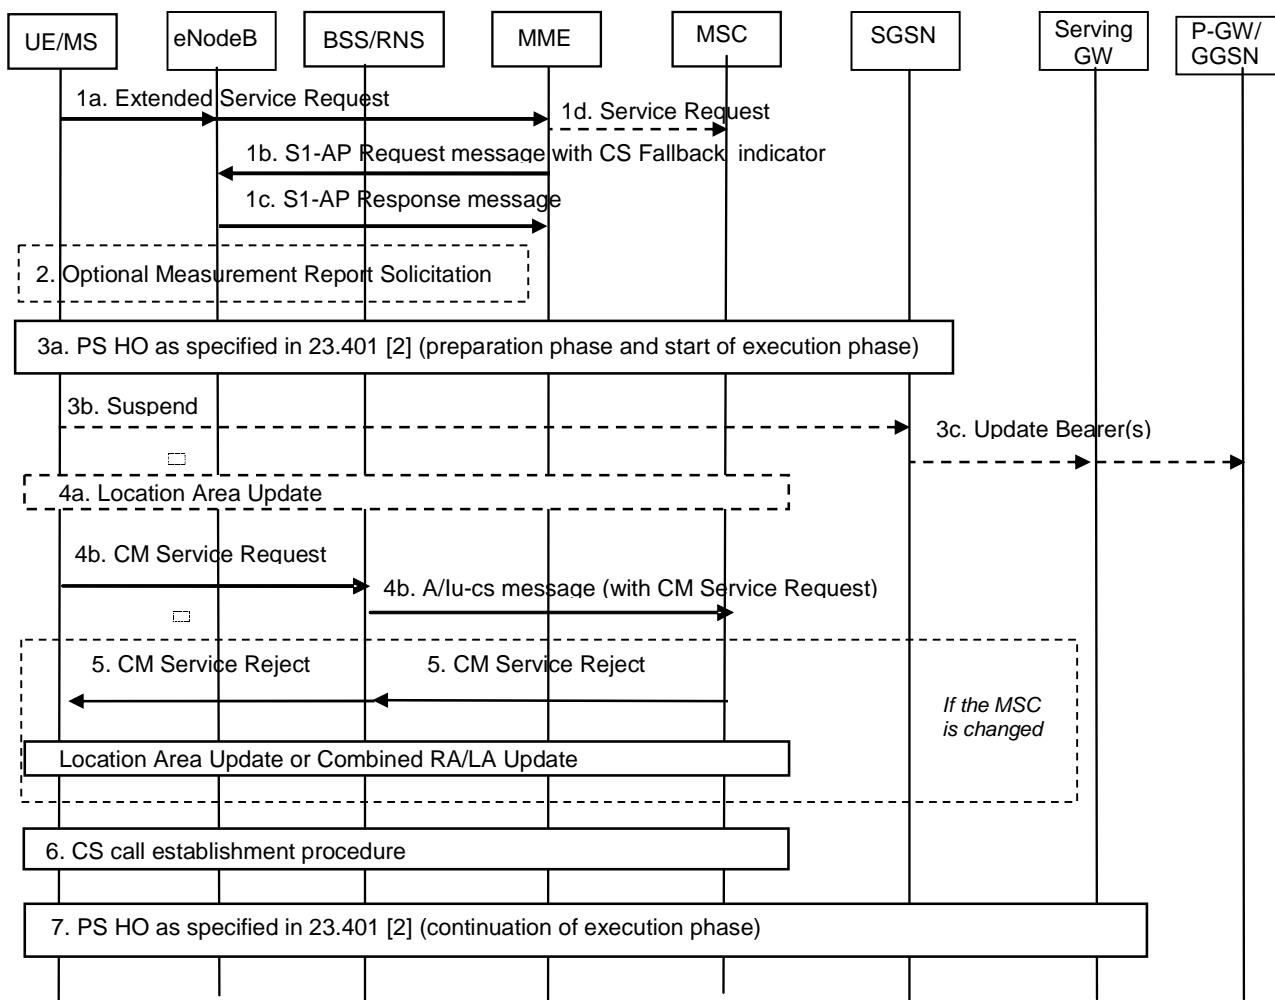 UE/MS
eNodeB
BSS/RNS
MME
MSC
SGSN
Serving
GW
P-GW/
GGSN
1a. Extended Service Request
1d. Service Request
1b. S1-AP Request message with CS Fallback indicator
1c. S1-AP Response message
2. Optional Measurement Report Solicitation
3a. PS HO as specified in 23.401 [2] (preparation phase and start of execution phase)
3b. Suspend
3c. Update Bearer(s)
4a. Location Area Update
4b. CM Service Request
4b. A/Iu-cs message (with CM Service Request)
5. CM Service Reject
5. CM Service Reject
If the MSC
is changed
Location Area Update or Combined RA/LA Update
6. CS call establishment procedure
7. PS HO as specified in 23.401 [2] (continuation of execution phase)